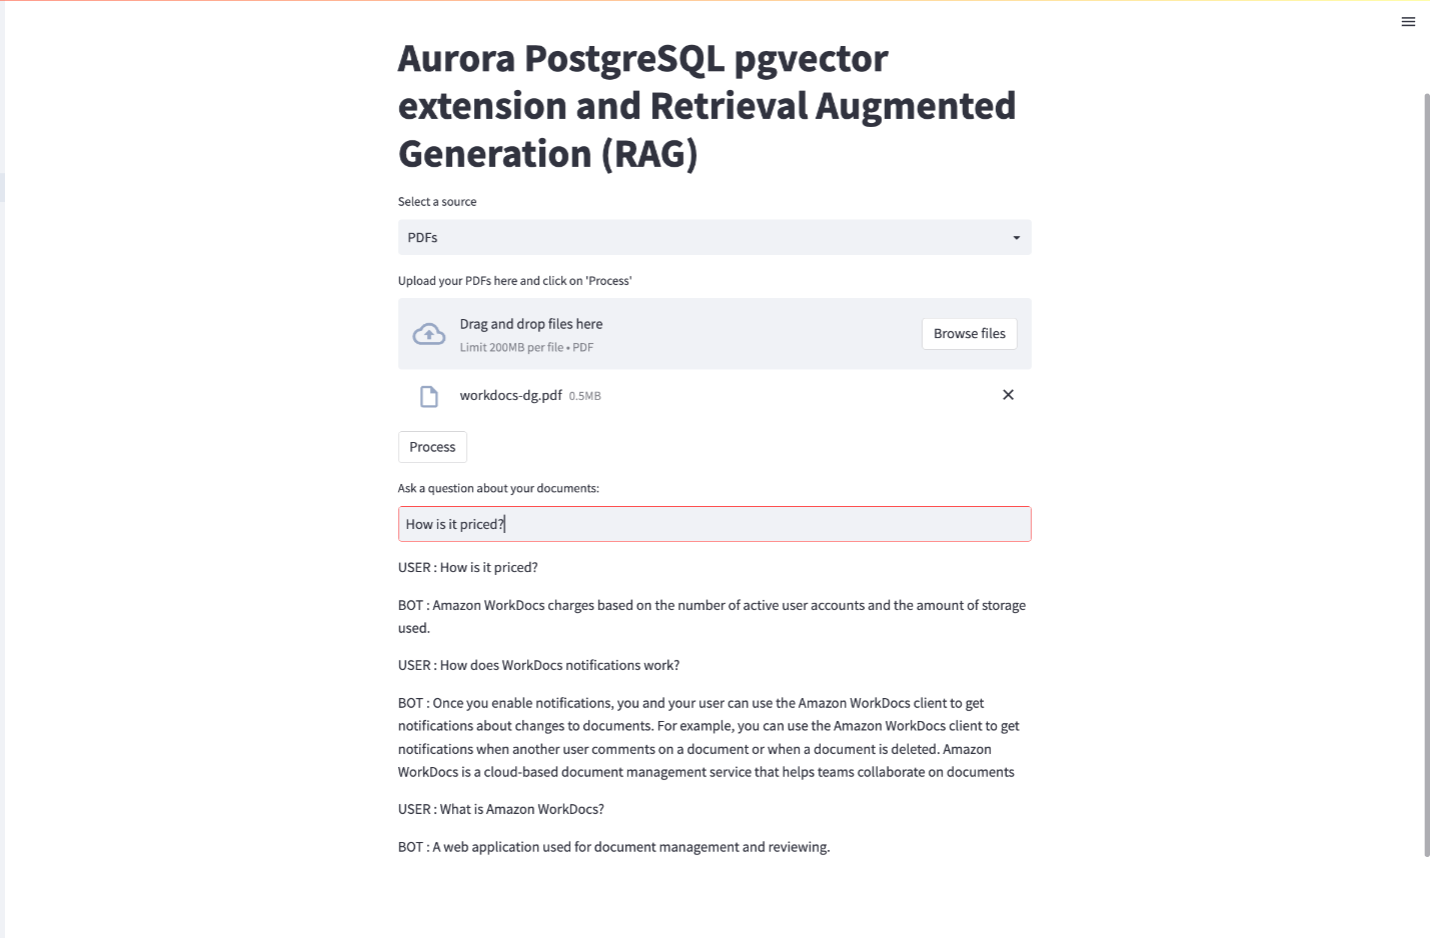 Aurora PostgreSQL pgvector
extension and Retrieval Augmented
Generation (RAG)
Select a source
PDFs
Upload your PDFs here and click on 'Process'
Drag and drop files here
Limit 200MB per file • PDF
Browse files
workdocs-dg.pdf 0.5MB
Process
Ask a question about your documents:
How is it priced?
USER : How is it priced?
BOT : Amazon WorkDocs charges based on the number of active user accounts and the amount of storage
used.
USER : How does WorkDocs notifications work?
BOT : Once you enable notifications, you and your user can use the Amazon WorkDocs client to get
notifications about changes to documents. For example, you can use the Amazon WorkDocs client to get
notifications when another user comments on a document or when a document is deleted. Amazon
WorkDocs is a cloud-based document management service that helps teams collaborate on documents
USER : What is Amazon WorkDocs?
BOT : A web application used for document management and reviewing.